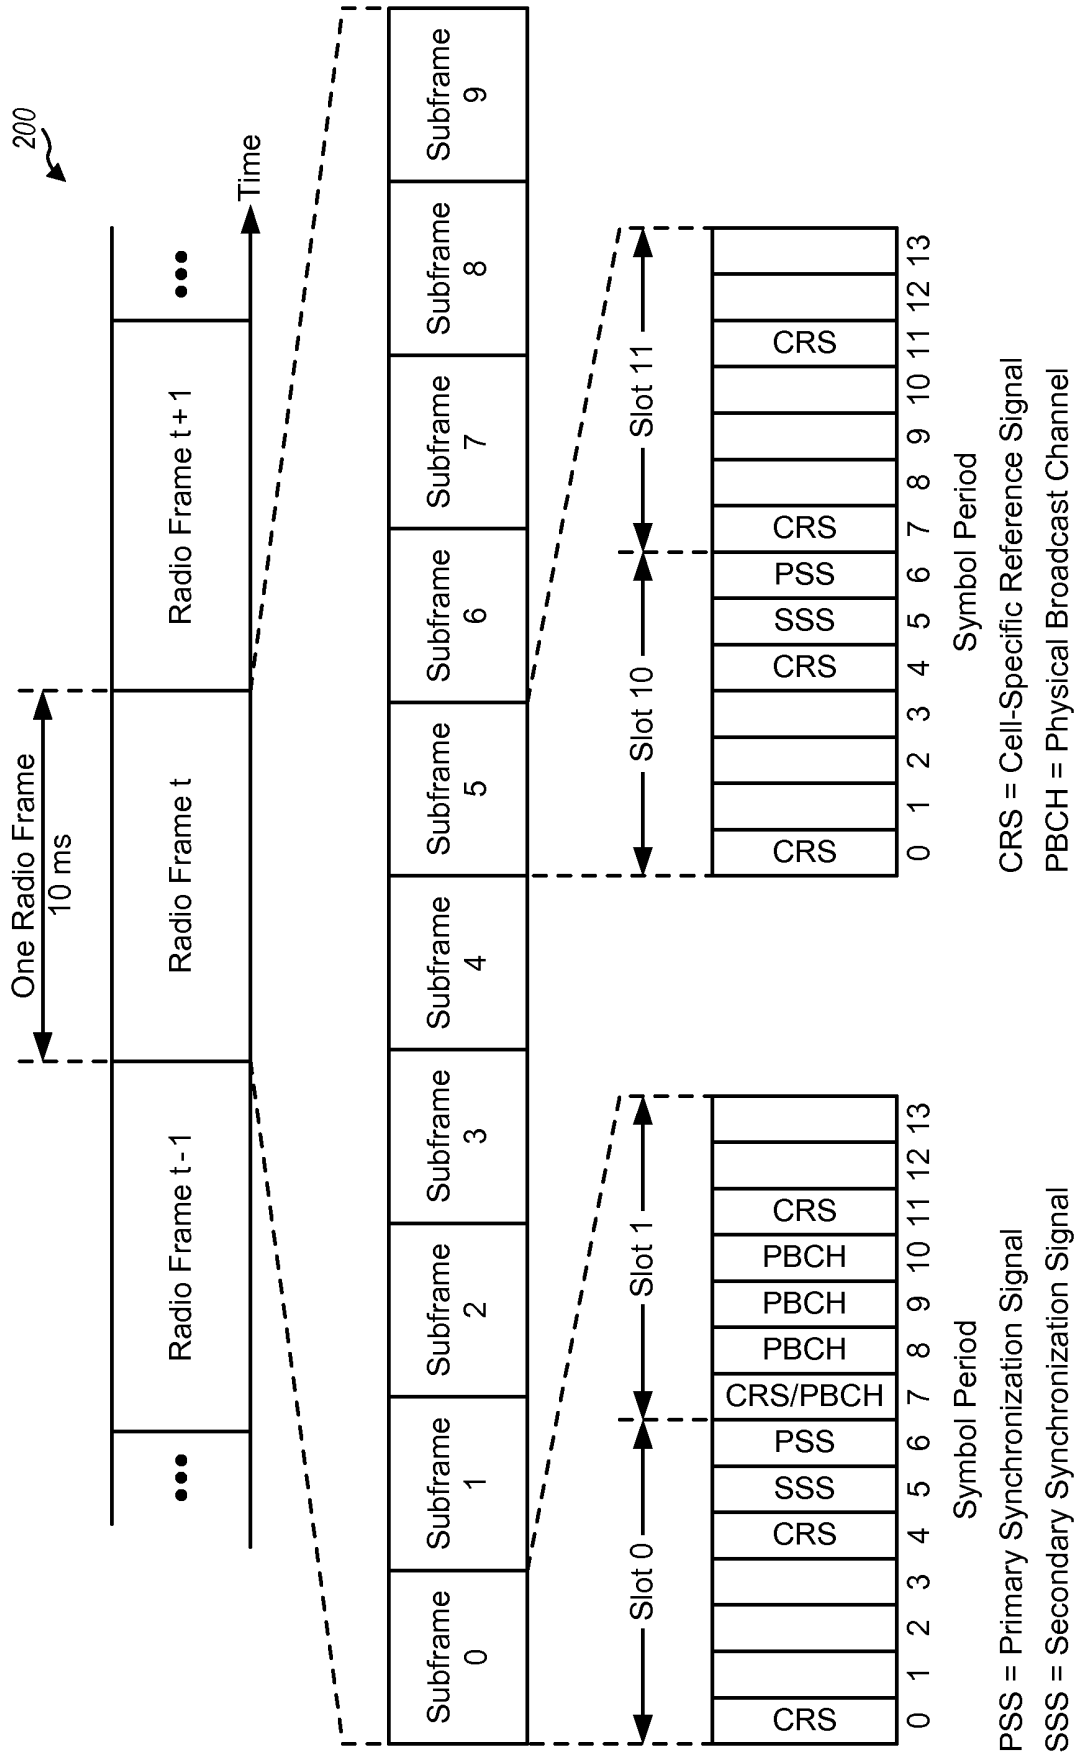 200
One Radio Frame
10 ms
Radio Frame t-1
Radio Frame t
Radio Frame t+1
Time
Subframe
0
Subframe
1
Subframe
2
Subframe
3
Subframe
4
Subframe
5
Subframe
6
Subframe
7
Subframe
8
Subframe
9
Slot 0
Slot 1
CRS
CRS
SSS
PSS
CRS/PBCH
PBCH
PBCH
PBCH
CRS
0 1 2 3 4 5 6 7 8 9 10 11 12 13
Symbol Period
Slot 10
Slot 11
CRS
CRS
SSS
PSS
CRS
CRS
0 1 2 3 4 5 6 7 8 9 10 11 12 13
Symbol Period
PSS = Primary Synchronization Signal
SSS = Secondary Synchronization Signal
CRS = Cell-Specific Reference Signal
PBCH = Physical Broadcast Channel